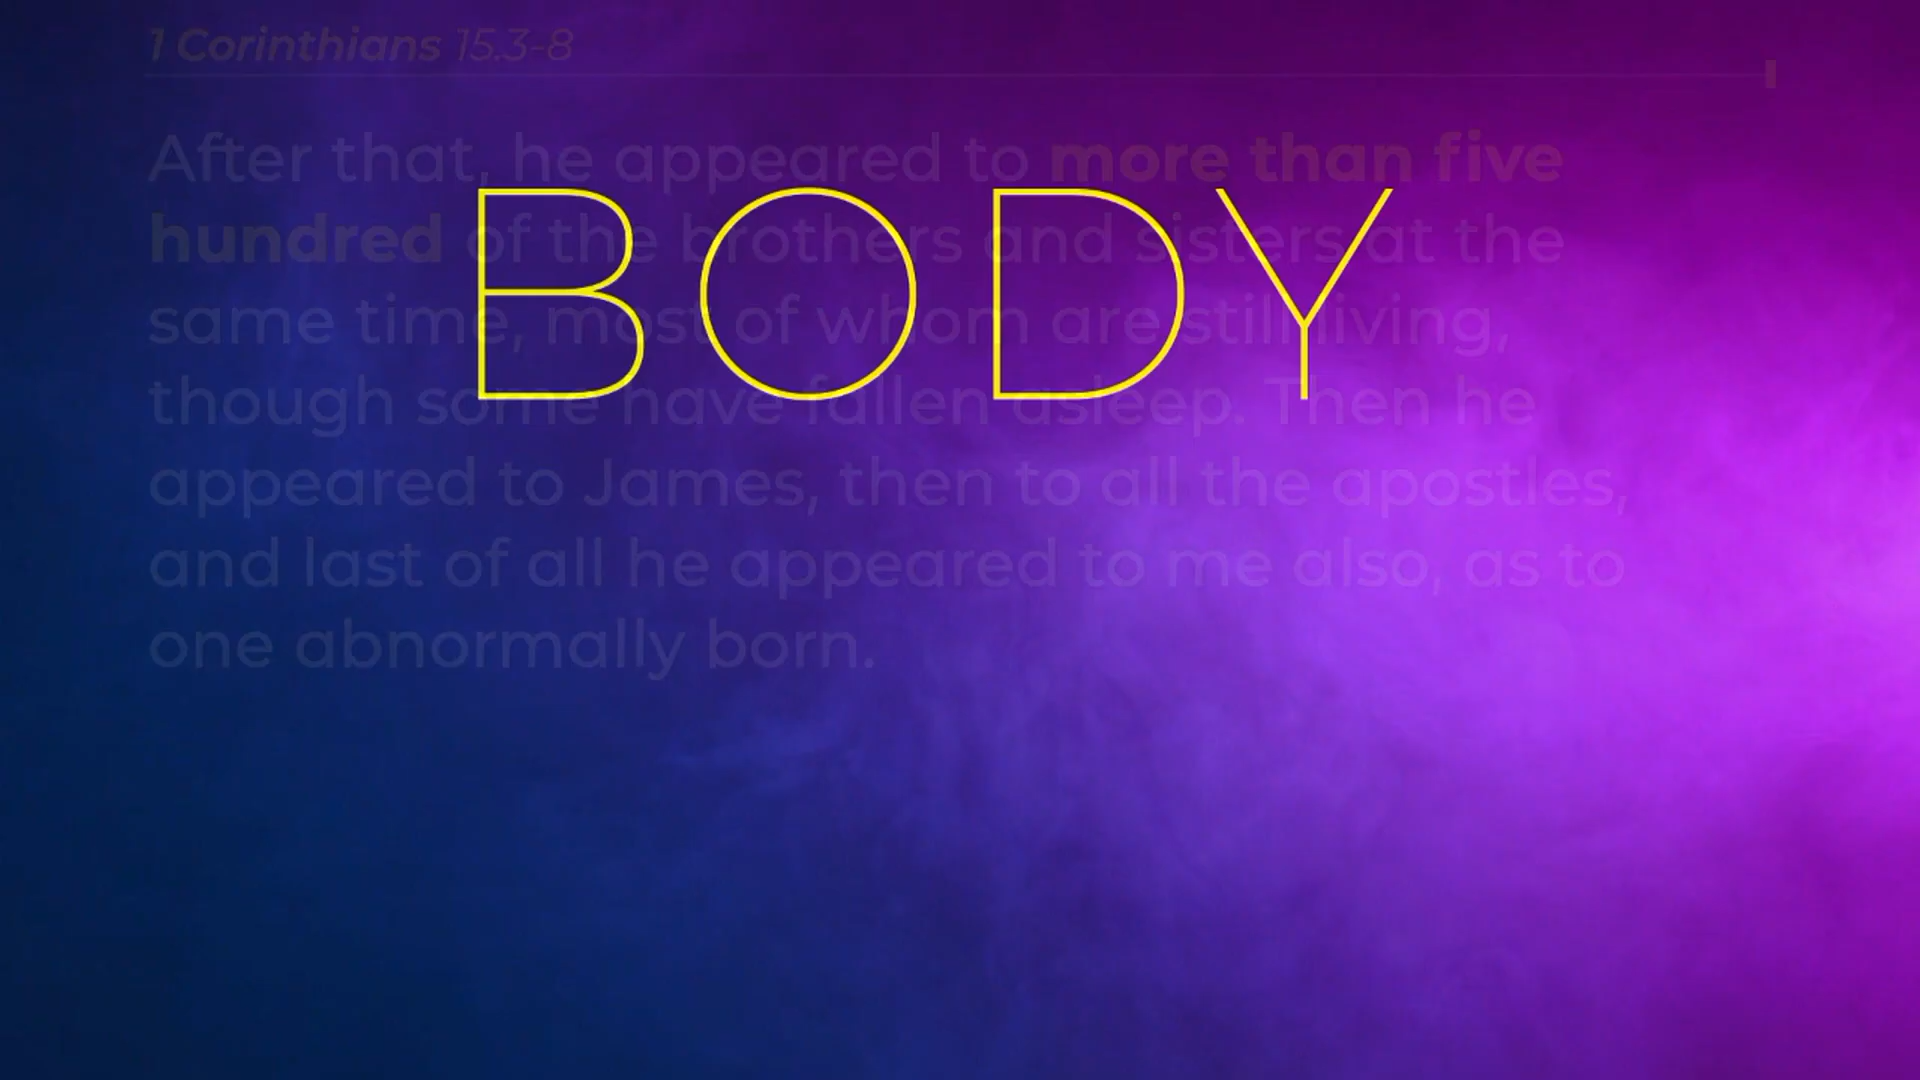 1 Corinthians 15.3-8
After that, he appeared to more than five
BODY
hundred of the brothers and sisters at the
same time, most of whom are still living,
though some have fallen asleep. Then he
appeared to James, then to all the apostles,
and last of all he appeared to me also, as to
one abnormally born.